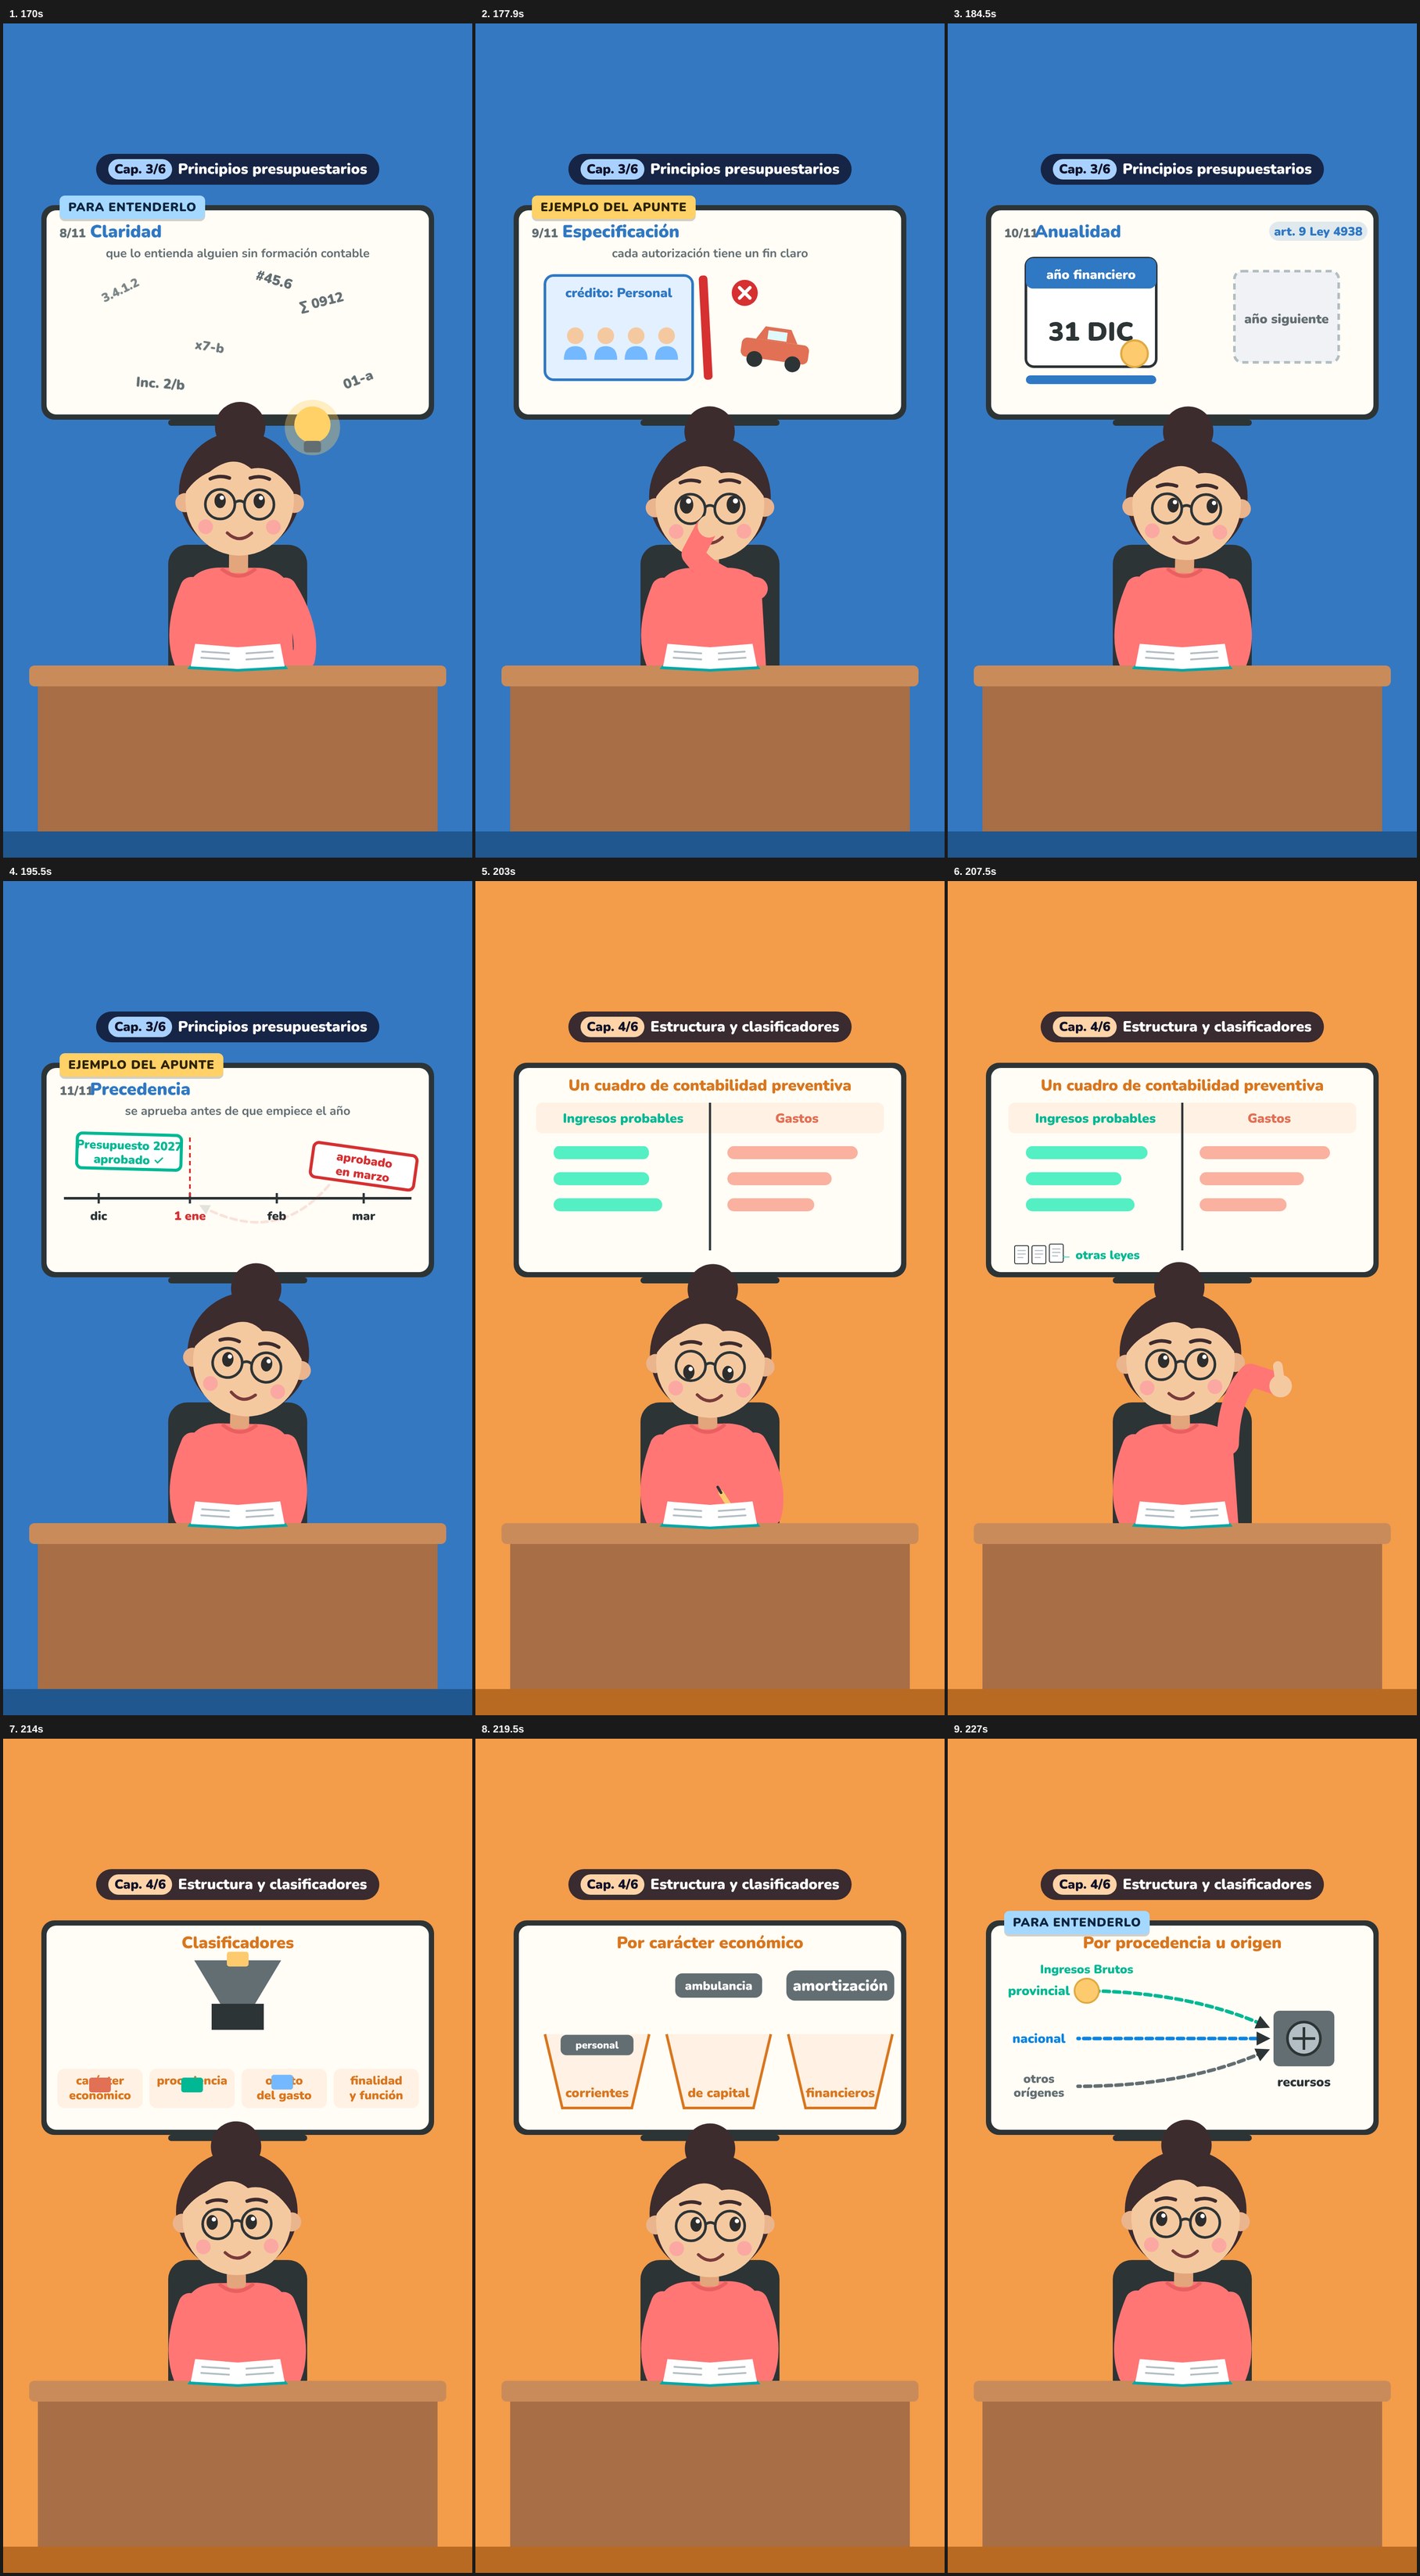 1. 170s
Cap. 3/6 Principios presupuestarios
PARA ENTENDERLO
8/11 Claridad
que lo entienda alguien sin formación contable
3.4.1.2
#45.6
∑ 0912
x7-b
Inc. 2/b
01-a
2. 177.9s
Cap. 3/6 Principios presupuestarios
EJEMPLO DEL APUNTE
9/11 Especificación
cada autorización tiene un fin claro
crédito: Personal
3. 184.5s
Cap. 3/6 Principios presupuestarios
10/11 Anualidad
art. 9 Ley 4938
año financiero
31 DIC
año siguiente
4. 195.5s
Cap. 3/6 Principios presupuestarios
EJEMPLO DEL APUNTE
11/11 Precedencia
se aprueba antes de que empiece el año
Presupuesto 2027
aprobado ✓
aprobado
en marzo
dic
1 ene
feb
mar
5. 203s
Cap. 4/6 Estructura y clasificadores
Un cuadro de contabilidad preventiva
Ingresos probables
Gastos
6. 207.5s
Cap. 4/6 Estructura y clasificadores
Un cuadro de contabilidad preventiva
Ingresos probables
Gastos
otras leyes
7. 214s
Cap. 4/6 Estructura y clasificadores
Clasificadores
económico
del gasto
finalidad
y función
8. 219.5s
Cap. 4/6 Estructura y clasificadores
Por carácter económico
ambulancia
amortización
personal
corrientes
de capital
financieros
9. 227s
Cap. 4/6 Estructura y clasificadores
PARA ENTENDERLO
Por procedencia u origen
Ingresos Brutos
provincial
nacional
otros
orígenes
recursos